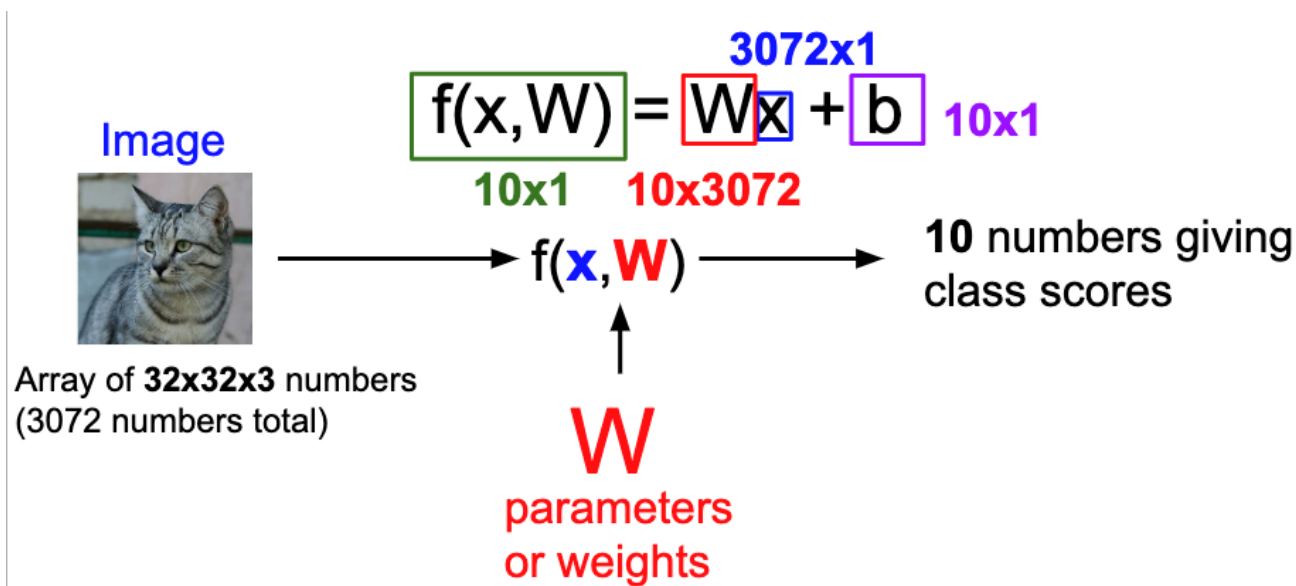 3072x1
f(x,W) = Wx + b 10x1
Image
10x1 10x3072
f(x,W)
10 numbers giving
class scores
Array of 32x32x3 numbers
(3072 numbers total)
W
parameters
or weights